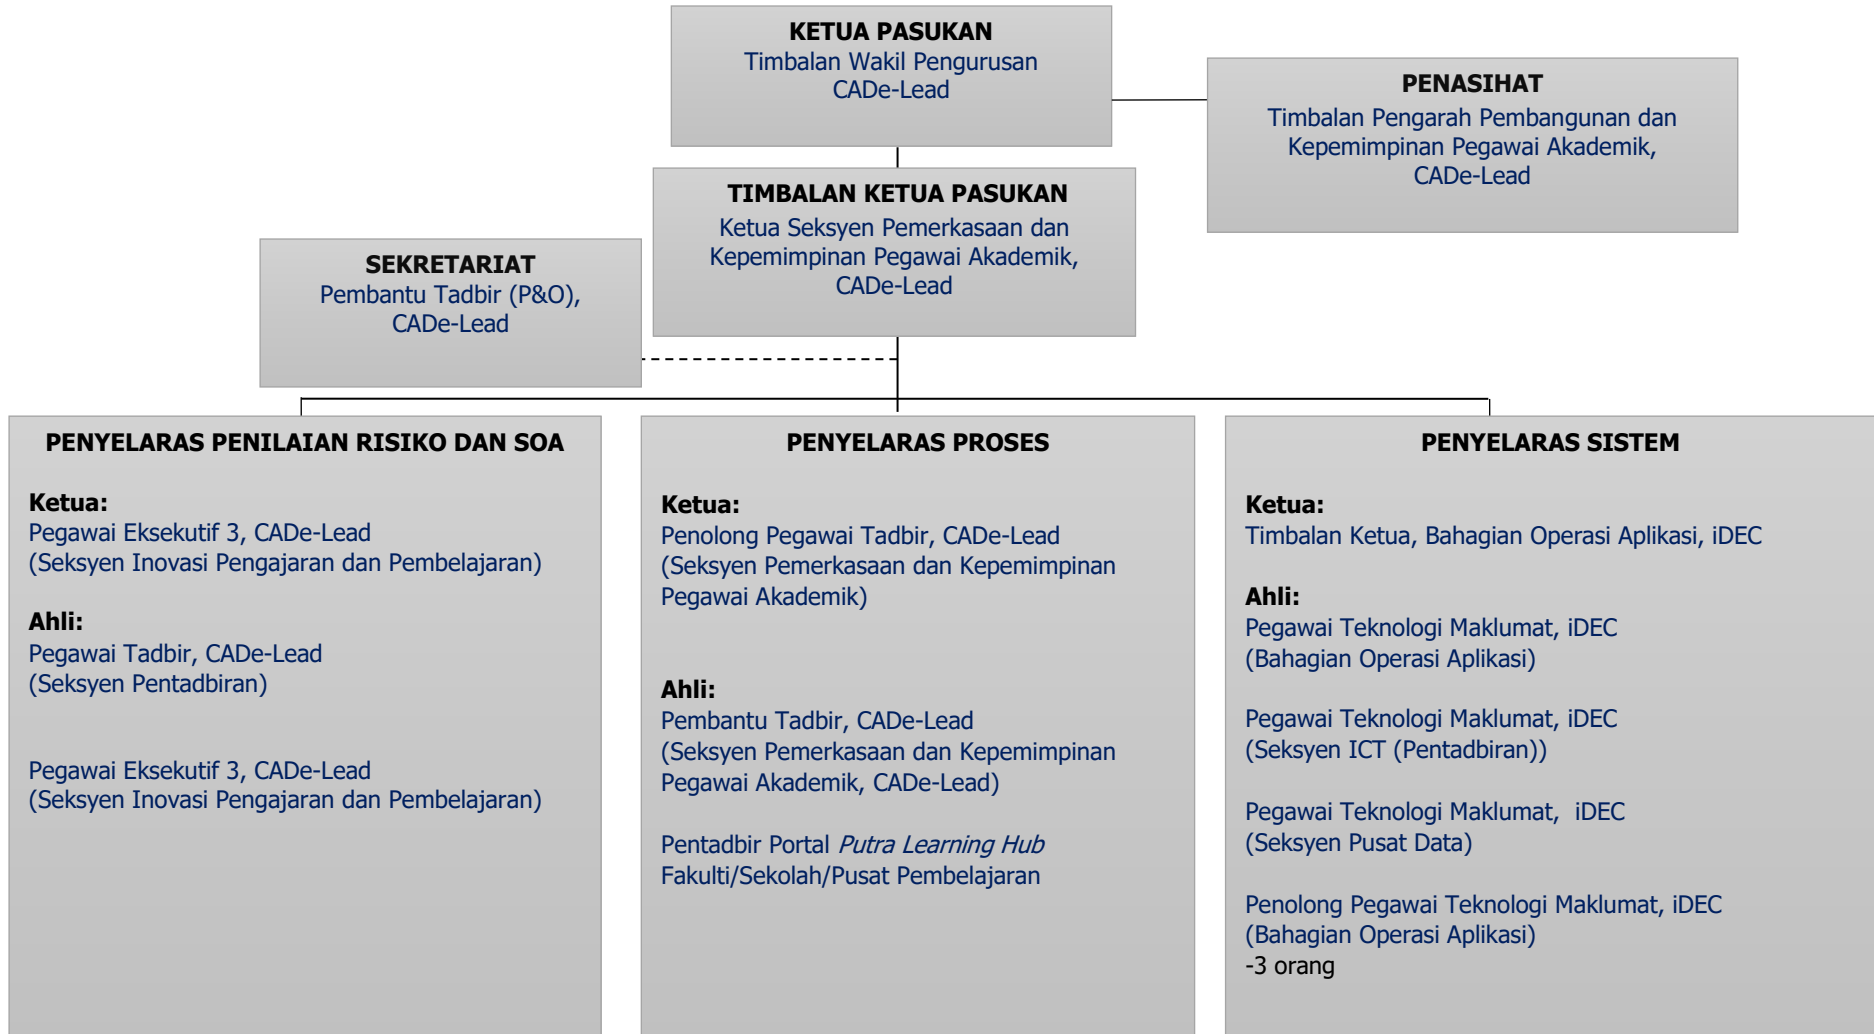 KETUA PASUKAN
Timbalan Wakil Pengurusan
CADe-Lead
PENASIHAT
Timbalan Pengarah Pembangunan dan
Kepemimpinan Pegawai Akademik,
CADe-Lead
TIMBALAN KETUA PASUKAN
Ketua Seksyen Pemerkasaan dan
Kepemimpinan Pegawai Akademik,
CADe-Lead
SEKRETARIAT
Pembantu Tadbir (P&O),
CADe-Lead
PENYELARAS PENILAIAN RISIKO DAN SOA
Ketua:
Pegawai Eksekutif 3, CADe-Lead
(Seksyen Inovasi Pengajaran dan Pembelajaran)
Ahli:
Pegawai Tadbir, CADe-Lead
(Seksyen Pentadbiran)
Pegawai Eksekutif 3, CADe-Lead
(Seksyen Inovasi Pengajaran dan Pembelajaran)
PENYELARAS PROSES
Ketua:
Penolong Pegawai Tadbir, CADe-Lead
(Seksyen Pemerkasaan dan Kepemimpinan
Pegawai Akademik)
Ahli:
Pembantu Tadbir, CADe-Lead
(Seksyen Pemerkasaan dan Kepemimpinan
Pegawai Akademik, CADe-Lead)
Pentadbir Portal Putra Learning Hub
Fakulti/Sekolah/Pusat Pembelajaran
PENYELARAS SISTEM
Ketua:
Timbalan Ketua, Bahagian Operasi Aplikasi, iDEC
Ahli:
Pegawai Teknologi Maklumat, iDEC
(Bahagian Operasi Aplikasi)
Pegawai Teknologi Maklumat, iDEC
(Seksyen ICT (Pentadbiran))
Pegawai Teknologi Maklumat, iDEC
(Seksyen Pusat Data)
Penolong Pegawai Teknologi Maklumat, iDEC
(Bahagian Operasi Aplikasi)
-3 orang